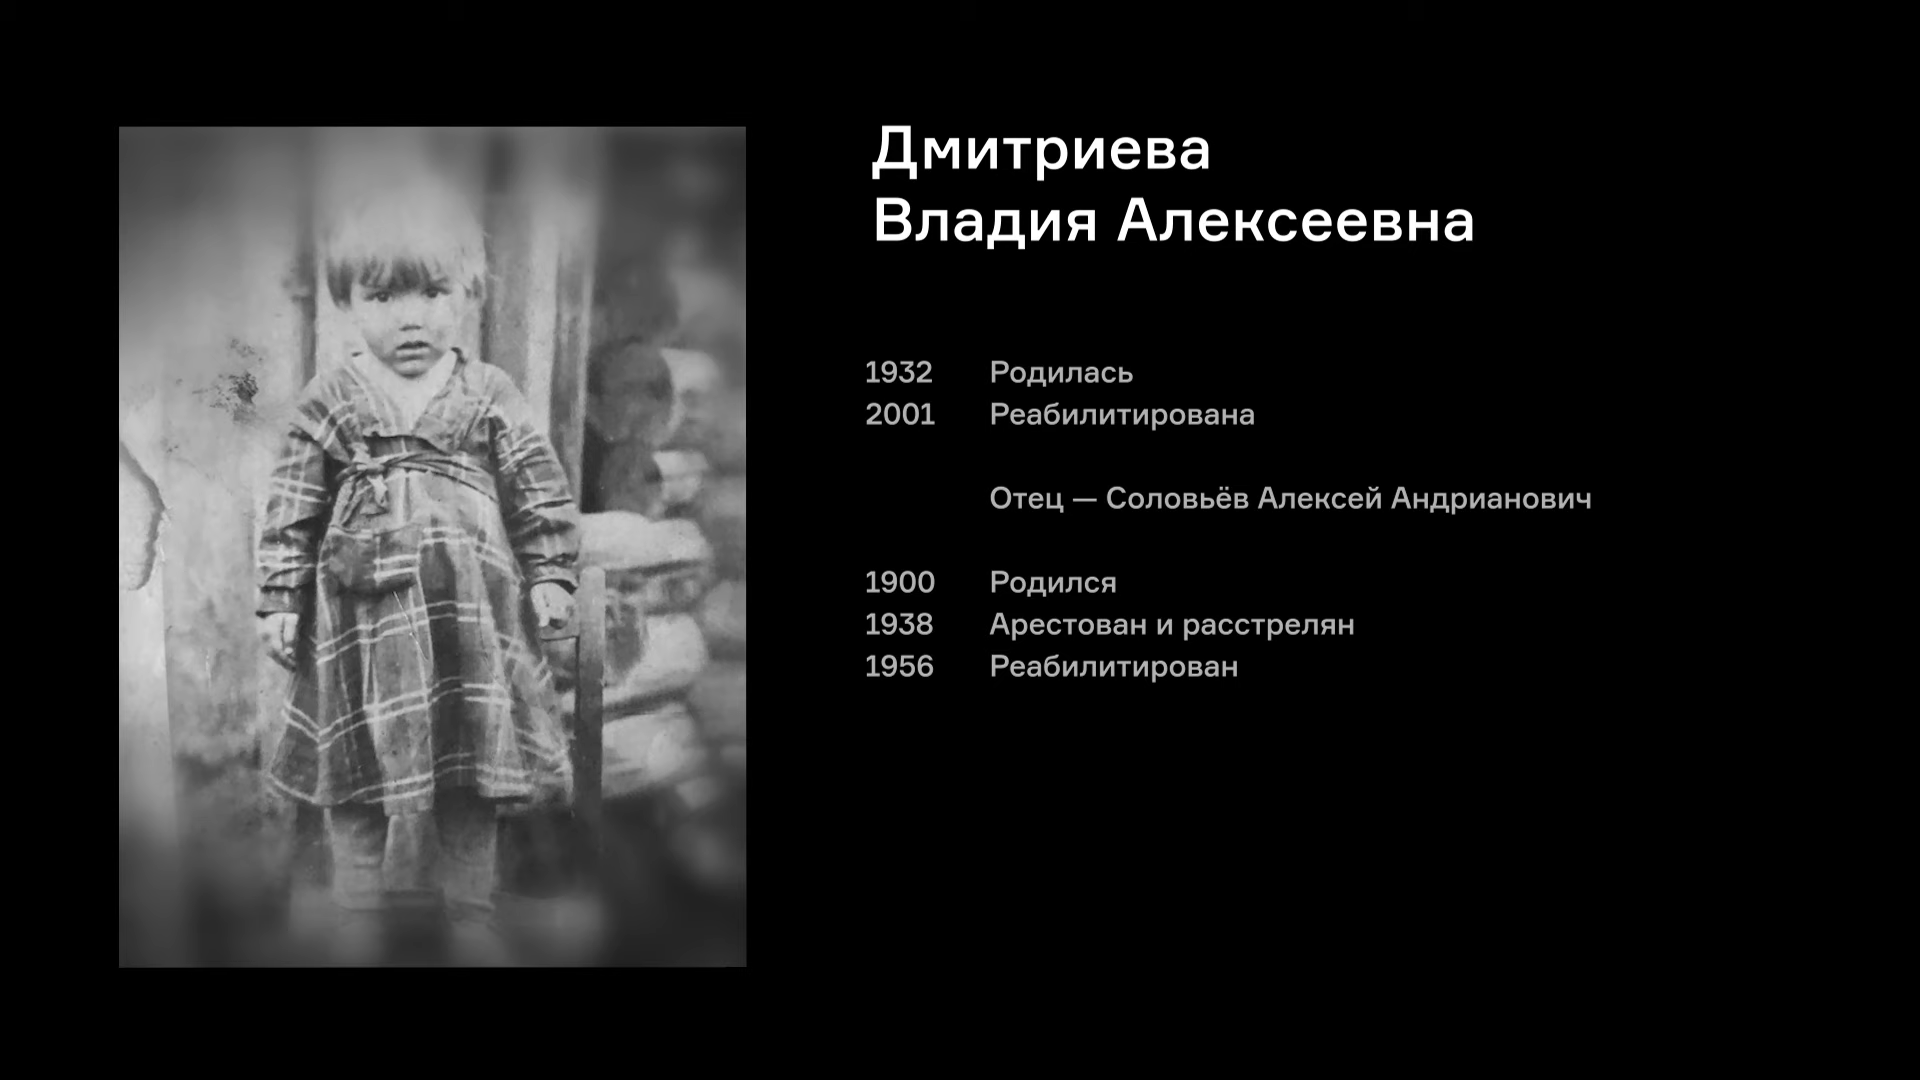 Дмитриева
Владия Алексеевна
1932 Родилась
2001 Реабилитирована
Отец — Соловьёв Алексей Андрианович
1900 Родился
1938 Арестован и расстрелян
1956 Реабилитирован